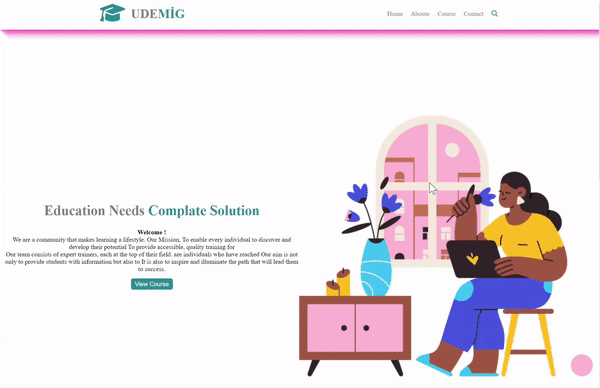 UDEMİG
Home Aboute Course Contact
Education Needs Complate Solution
Welcome !
We are a community that makes learning a lifestyle. Our Mission, To enable every individual to discover and
develop their potential To provide accessible, quality training for
Our team consists of expert trainers, each at the top of their field. are individuals who have reached Our aim is not
only to provide students with information but also to It is also to inspire and illuminate the path that will lead them
to success.
View Course